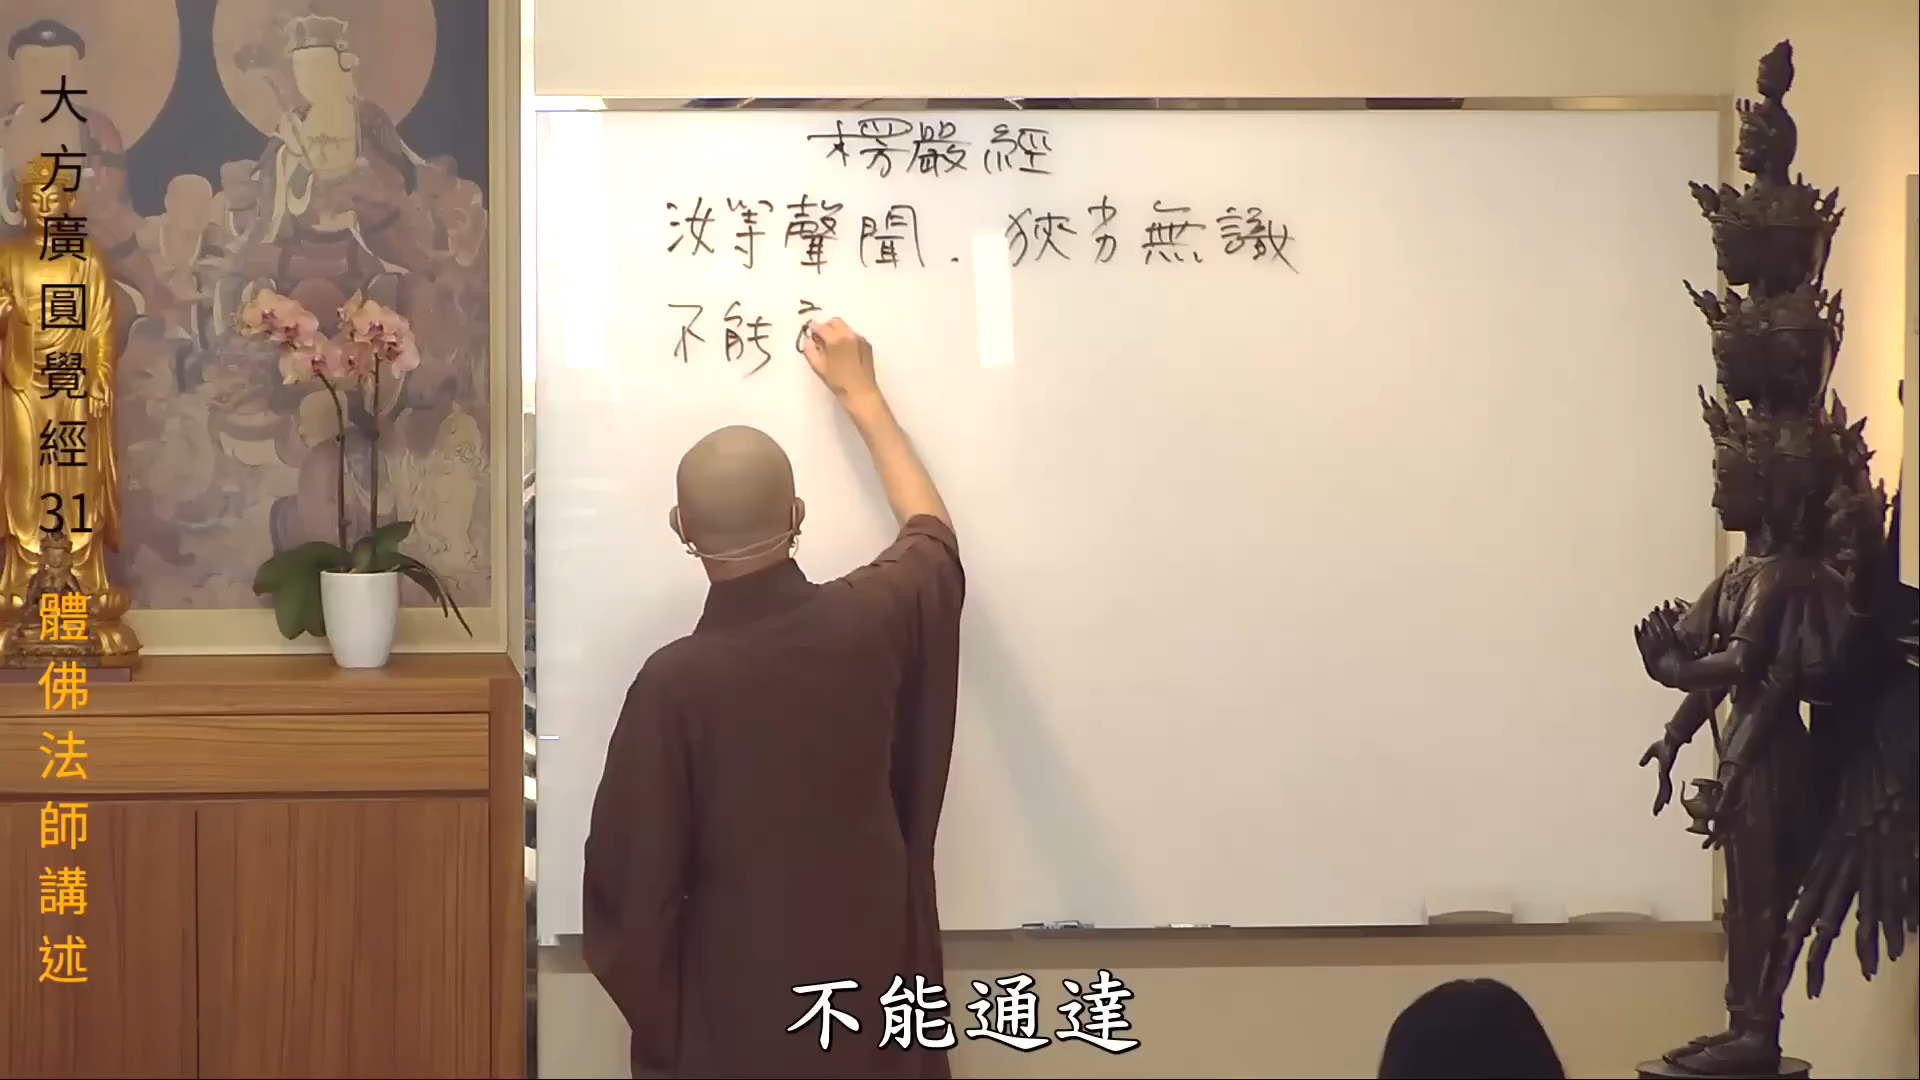 大方廣圓覺經31 體佛法師講述
楞嚴經
汝等聲聞．狹劣無識
不能
不能通達